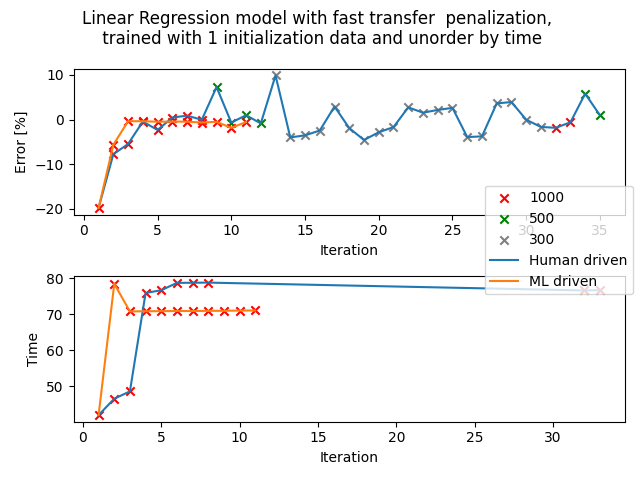 Linear Regression model with fast transfer  penalization,
trained with 1 initialization data and unorder by time
10
0
−10
−20
Error [%]
0 5 10 15 20 25 30 35
Iteration
1000
500
300
Human driven
ML driven
80
70
60
50
Time
0 5 10 15 20 25 30
Iteration